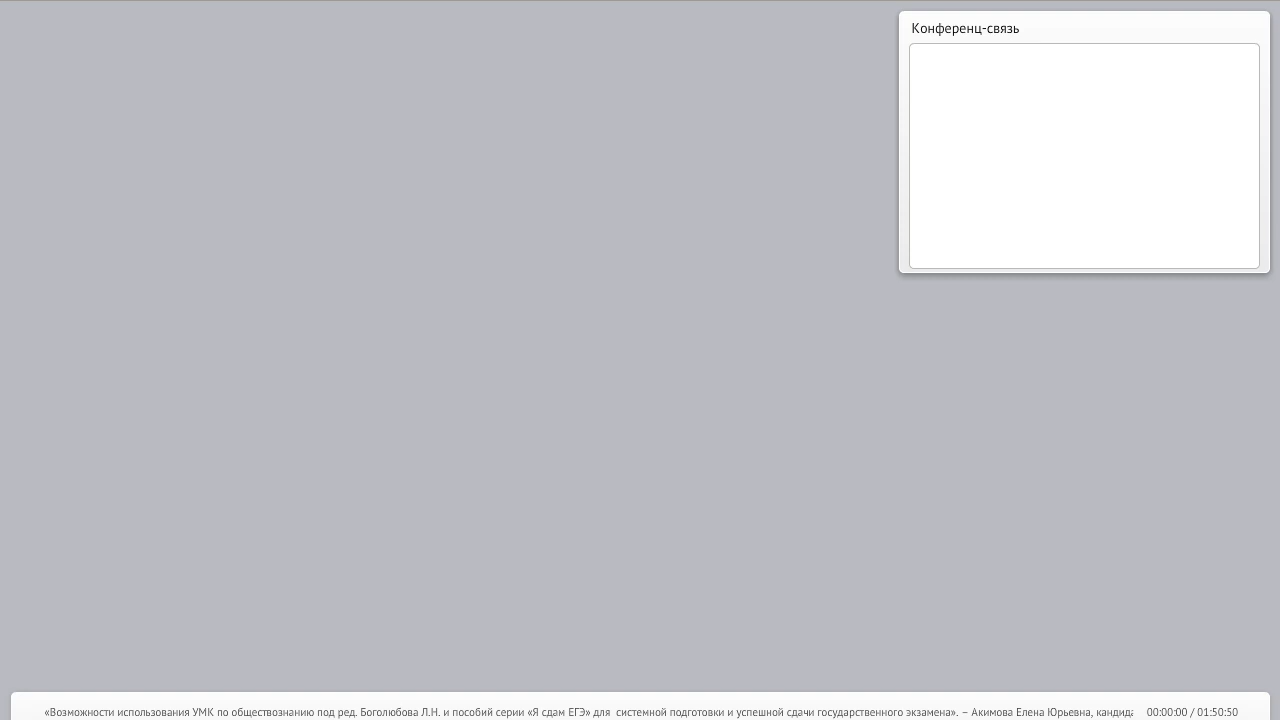 Конференц-связь
«Возможности использования УМК по обществознанию под ред. Боголюбова Л.Н. и пособий серии «Я сдам ЕГЭ» для системной подготовки и успешной сдачи государственного экзамена». – Акимова Елена Юрьевна, кандида 00:00:00 / 01:50:50